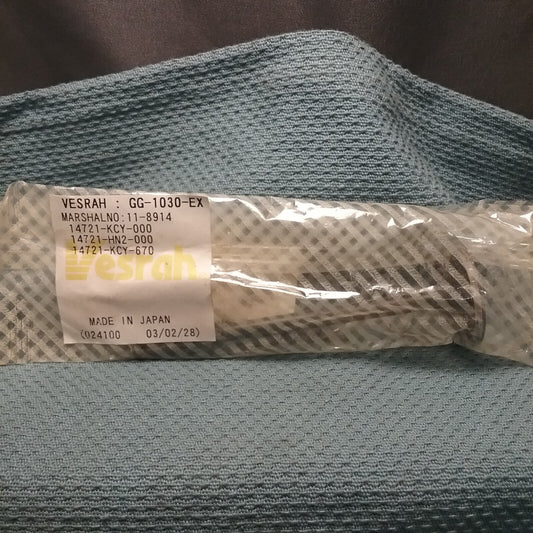 VESRAH : GG-1030-EX
MARSHALNO:11-8914
14721-KCY-000
14721-HN2-000
14721-KCY-670
Vesrah
MADE IN JAPAN
(024100 03/02/28)